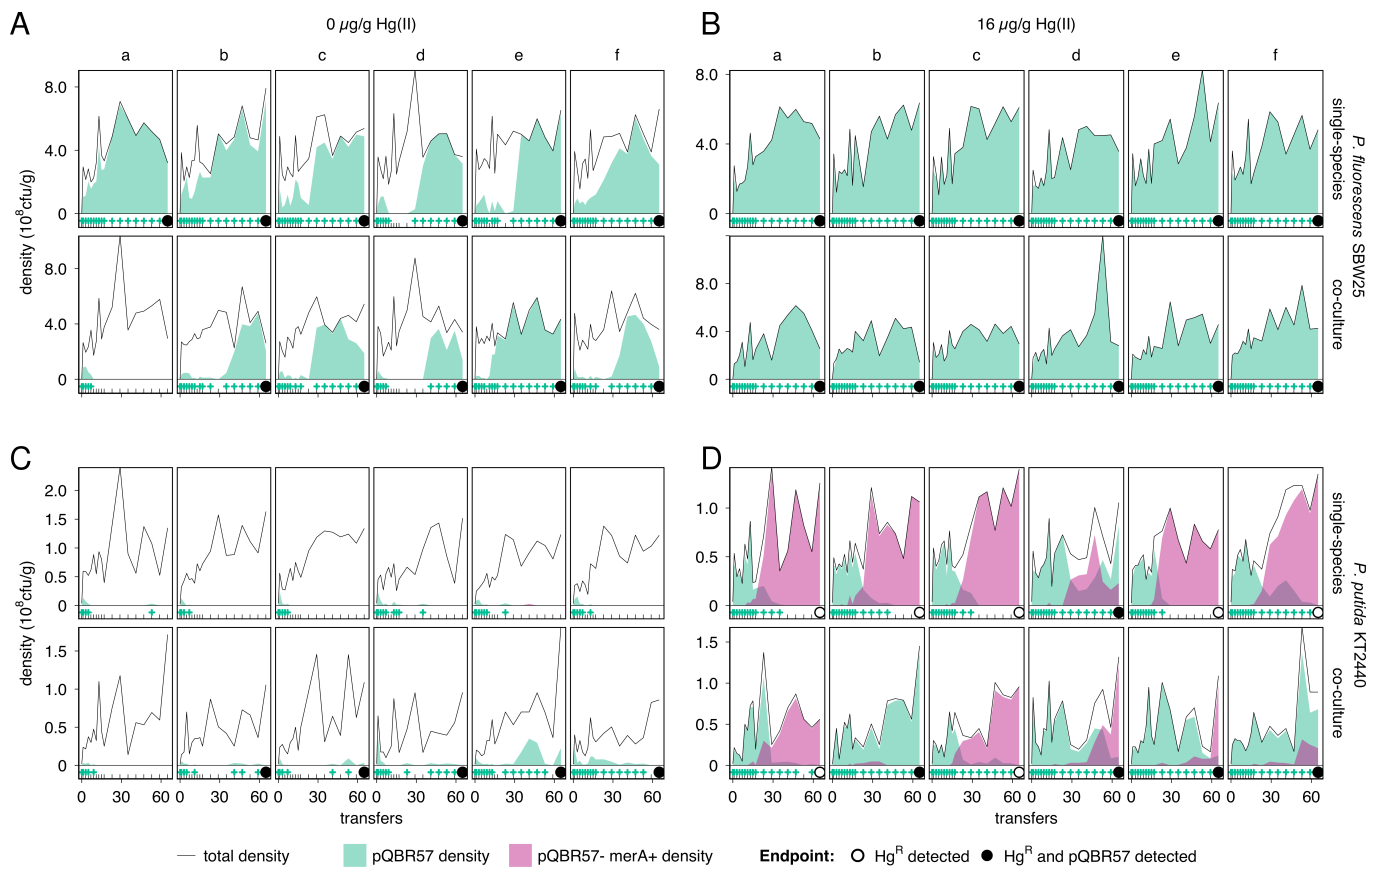 A
0 µg/g Hg(II)
B
16 µg/g Hg(II)
a b c d e f
a b c d e f
8.0
4.0
0
8.0
4.0
0
single-species
8.0
4.0
0
8.0
4.0
0
co-culture
density (10⁸cfu/g)
P. fluorescens SBW25
C
D
2.0
1.5
1.0
0.5
0
1.0
0.5
0
single-species
1.5
1.0
0.5
0
1.5
1.0
0.5
0
co-culture
density (10⁸cfu/g)
P. putida KT2440
0 30 60 0 30 60 0 30 60 0 30 60 0 30 60 0 30 60
0 30 60 0 30 60 0 30 60 0 30 60 0 30 60 0 30 60
transfers
transfers
total density
pQBR57 density
pQBR57- merA+ density
Endpoint:
Hgᴿ detected
Hgᴿ and pQBR57 detected